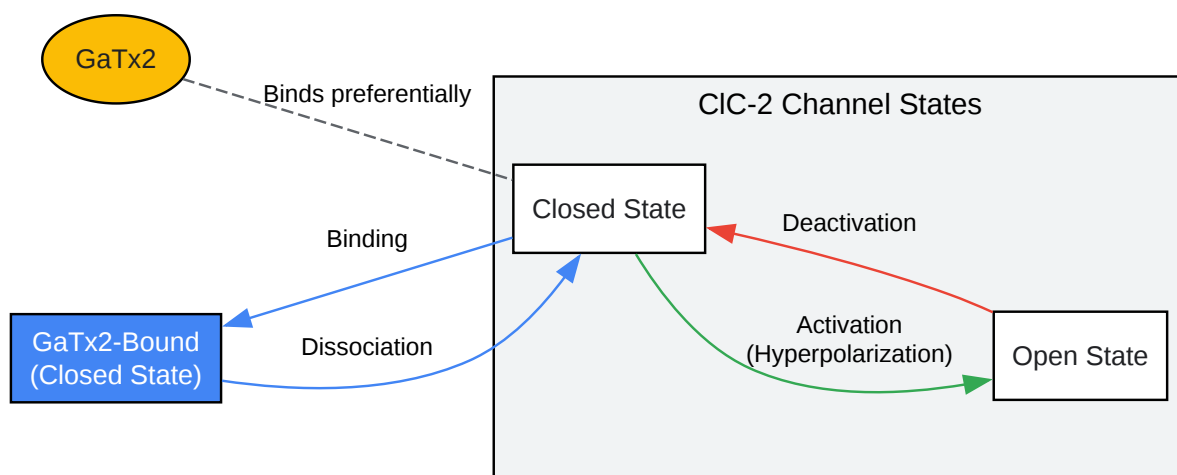 GaTx2
Binds preferentially
ClC-2 Channel States
Closed State
Binding
Deactivation
GaTx2-Bound
(Closed State)
Dissociation
Activation
(Hyperpolarization)
Open State